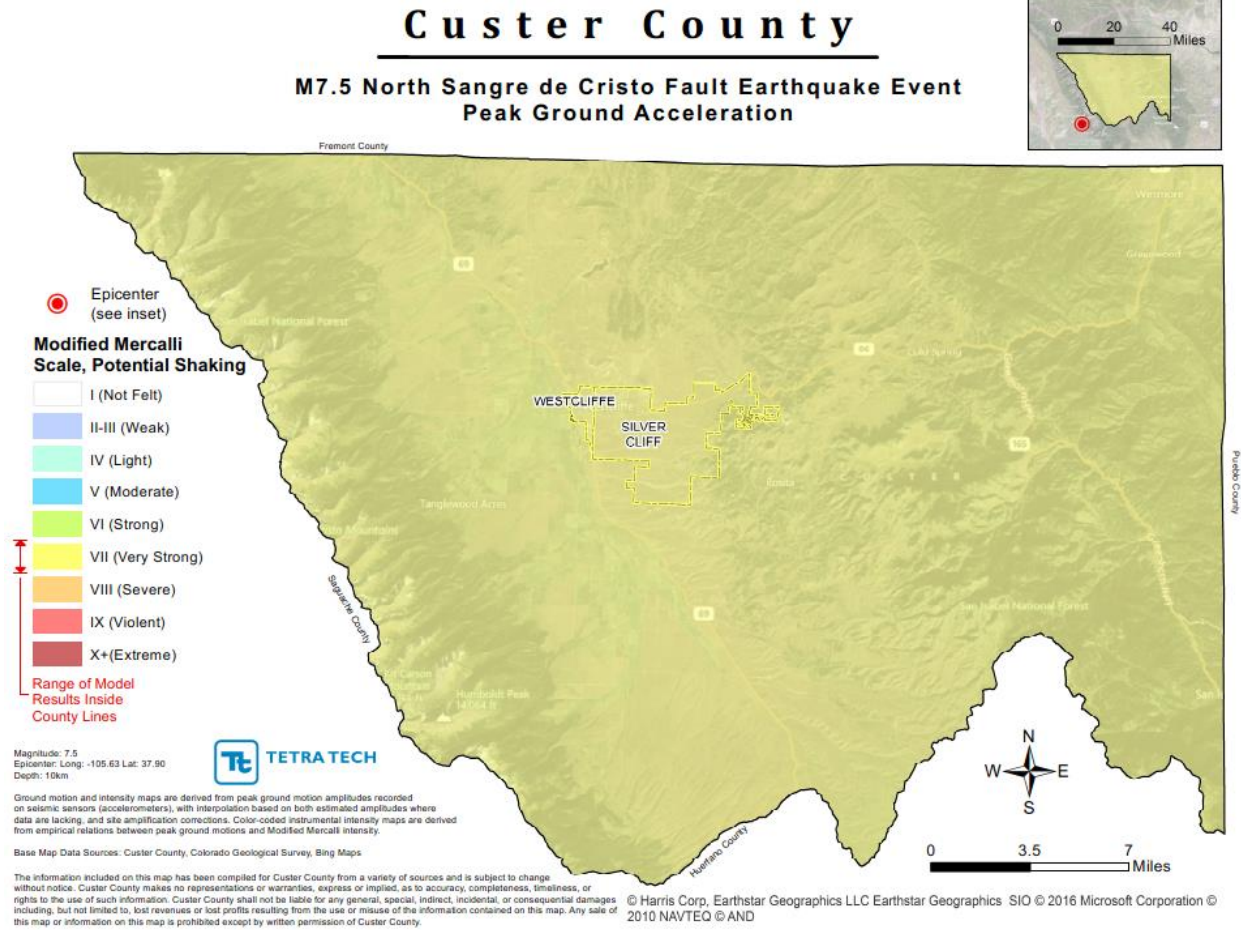 Custer County
M7.5 North Sangre de Cristo Fault Earthquake Event
Peak Ground Acceleration
0 20 40
Miles
Fremont County
Wetmore
Greenwood
69
Isabel National Forest
Epicenter
(see inset)
Modified Mercalli
Scale, Potential Shaking
I (Not Felt)
II-III (Weak)
IV (Light)
V (Moderate)
VI (Strong)
VII (Very Strong)
VIII (Severe)
IX (Violent)
X+(Extreme)
Range of Model
Results Inside
County Lines
96
WESTCLIFFE
SILVER
CLIFF
165
Pueblo County
Rosita
Tanglewood Acres
Mountains
Saguache County
69
San Isabel National Forest
Humboldt Peak
14,064 ft
San
Magnitude: 7.5
Epicenter: Long: -105.63 Lat: 37.90
Depth: 10km
Tt TETRA TECH
N
W E
S
Ground motion and intensity maps are derived from peak ground motion amplitudes recorded
on seismic sensors (accelerometers), with interpolation based on both estimated amplitudes where
data are lacking, and site amplification corrections. Color-coded instrumental intensity maps are derived
from empirical relations between peak ground motions and Modified Mercalli intensity.
Huerfano County
0 3.5 7
Miles
Base Map Data Sources: Custer County, Colorado Geological Survey, Bing Maps
The information included on this map has been compiled for Custer County from a variety of sources and is subject to change
without notice. Custer County makes no representations or warranties, express or implied, as to accuracy, completeness, timeliness, or
rights to the use of such information. Custer County shall not be liable for any general, special, indirect, incidental, or consequential damages
including, but not limited to, lost revenues or lost profits resulting from the use or misuse of the information contained on this map. Any sale of
this map or information on this map is prohibited except by written permission of Custer County.
© Harris Corp, Earthstar Geographics LLC Earthstar Geographics SIO © 2016 Microsoft Corporation ©
2010 NAVTEQ © AND